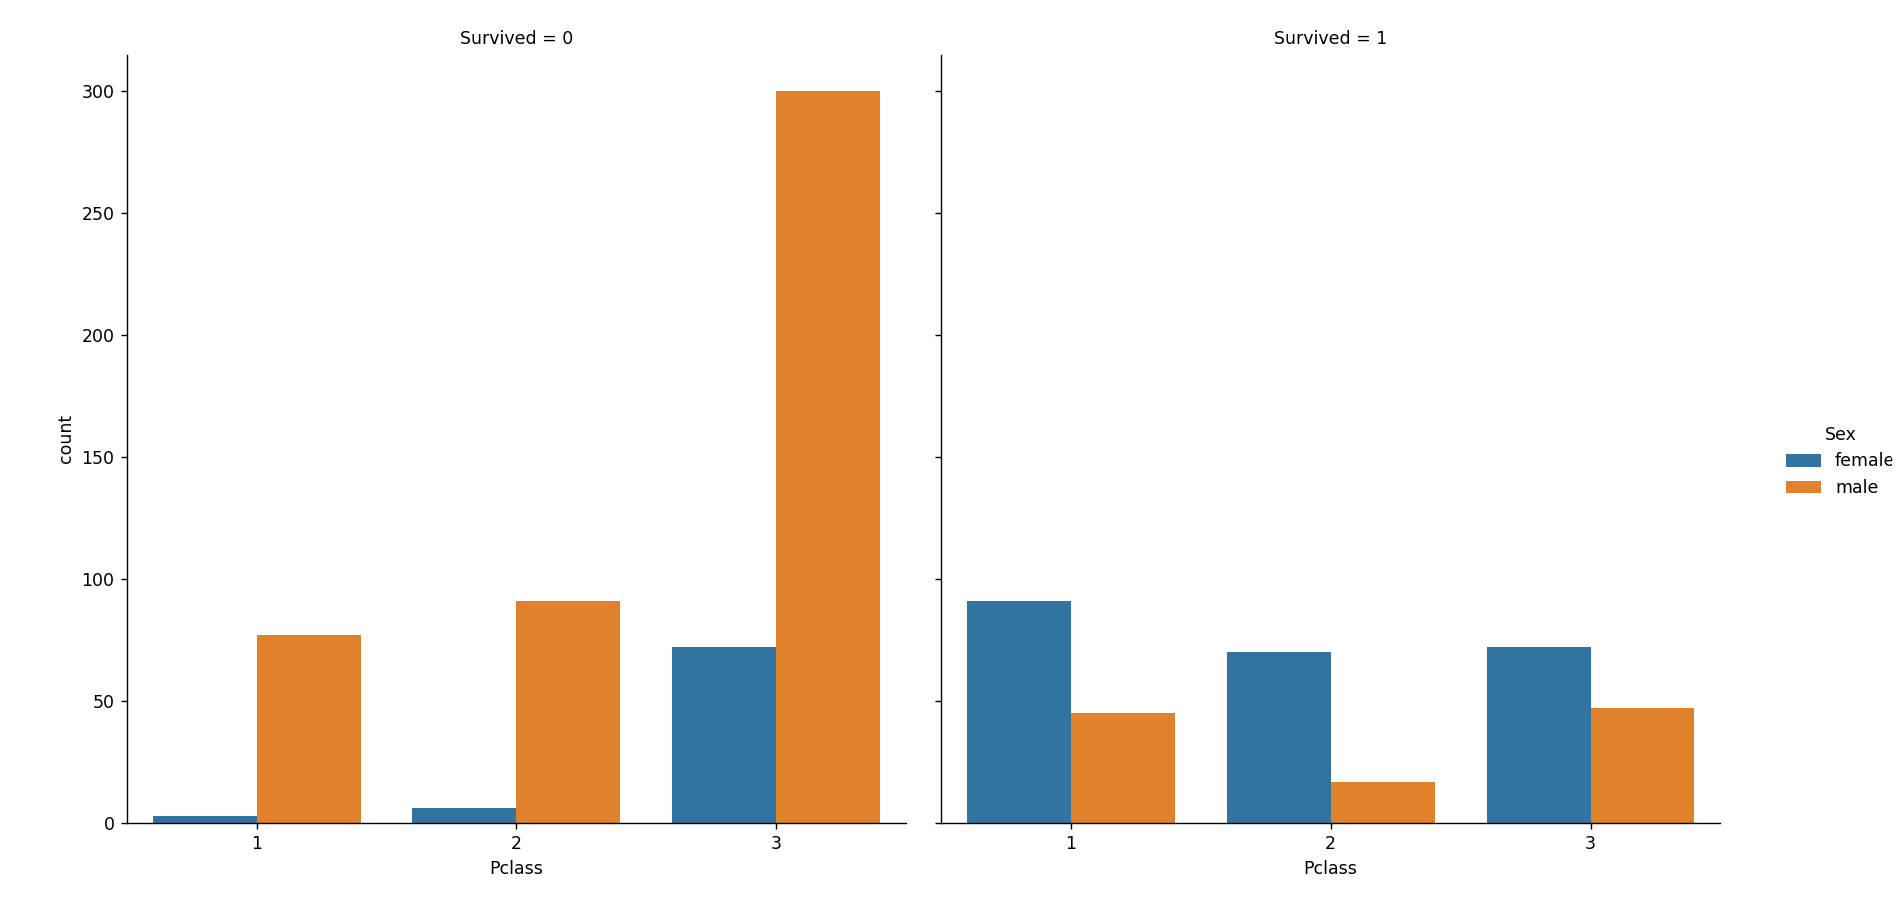 Survived = 0
Survived = 1
count
300
250
200
150
100
50
0
1
2
3
Pclass
1
2
3
Pclass
Sex
female
male